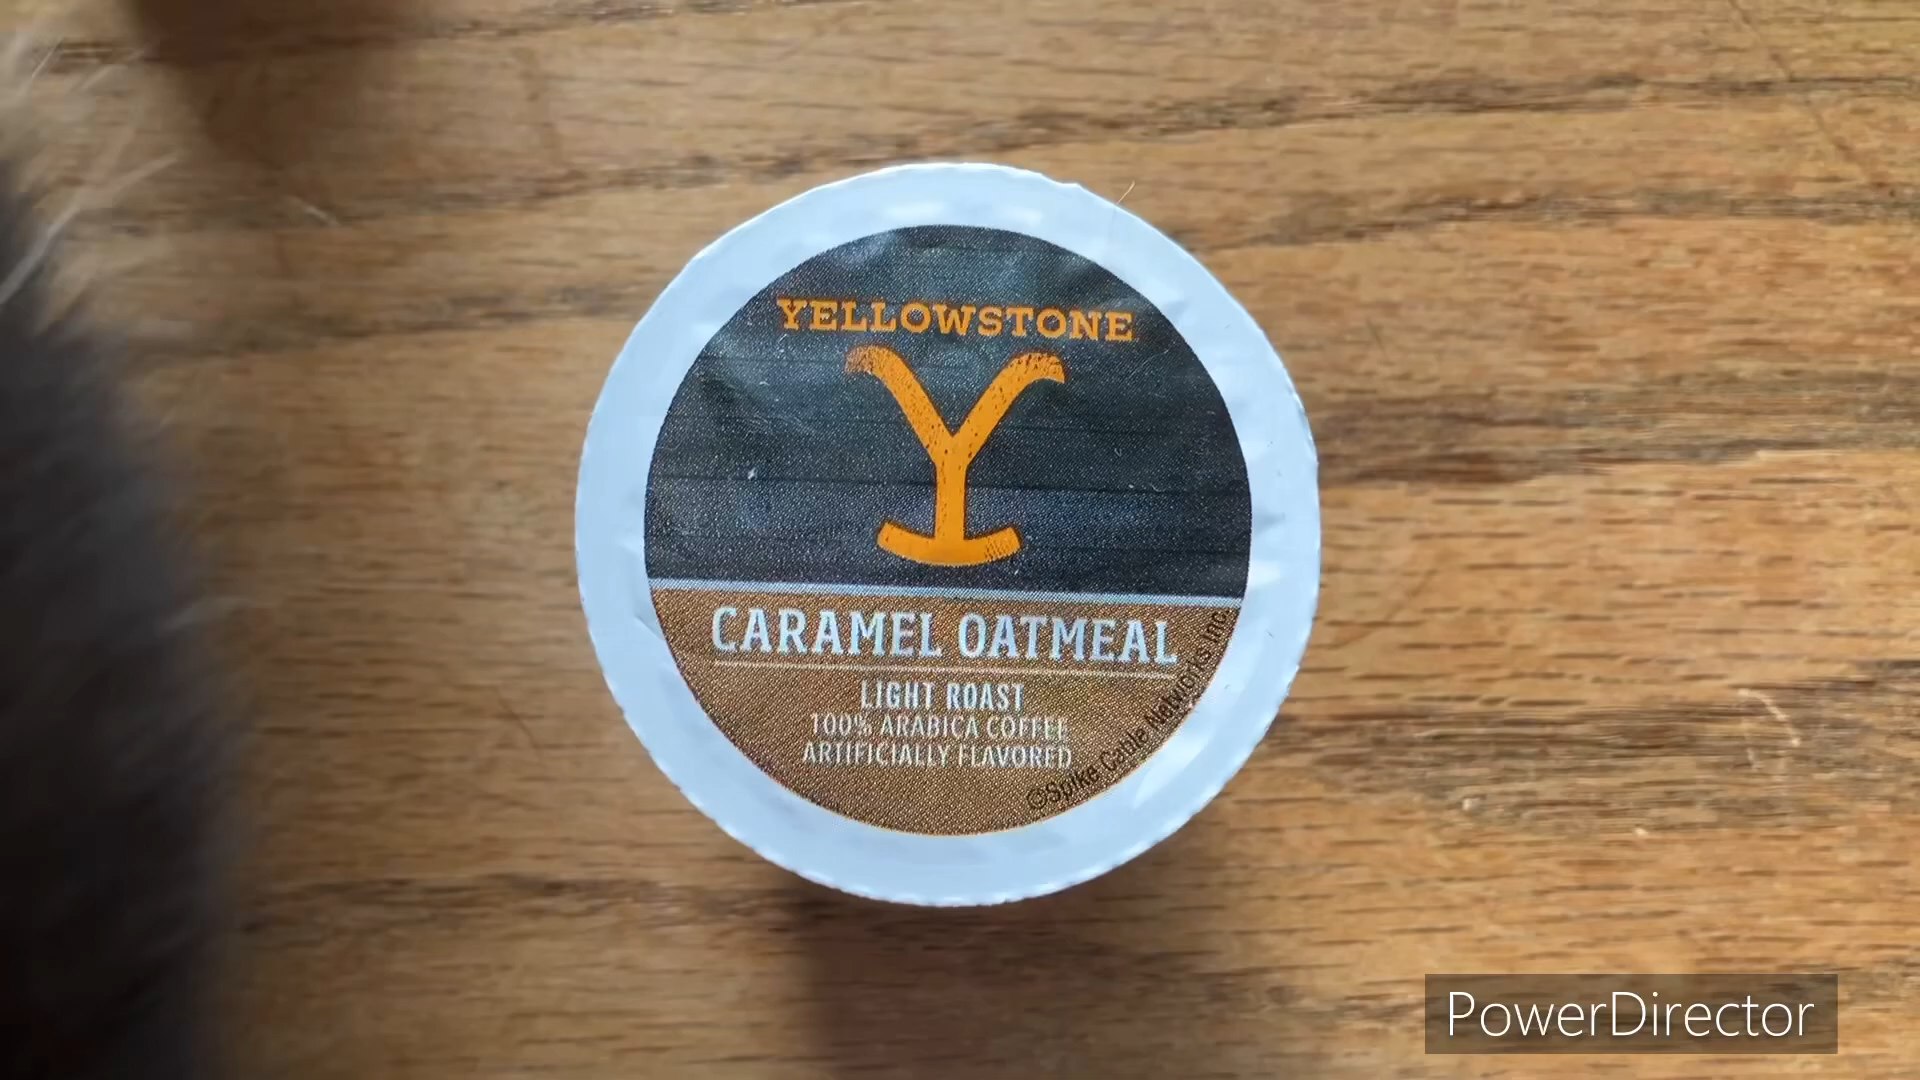 YELLOWSTONE
Y
CARAMEL OATMEAL
LIGHT ROAST
100% ARABICA COFFEE
ARTIFICIALLY FLAVORED
©Spike Cable Networks Inc.
PowerDirector